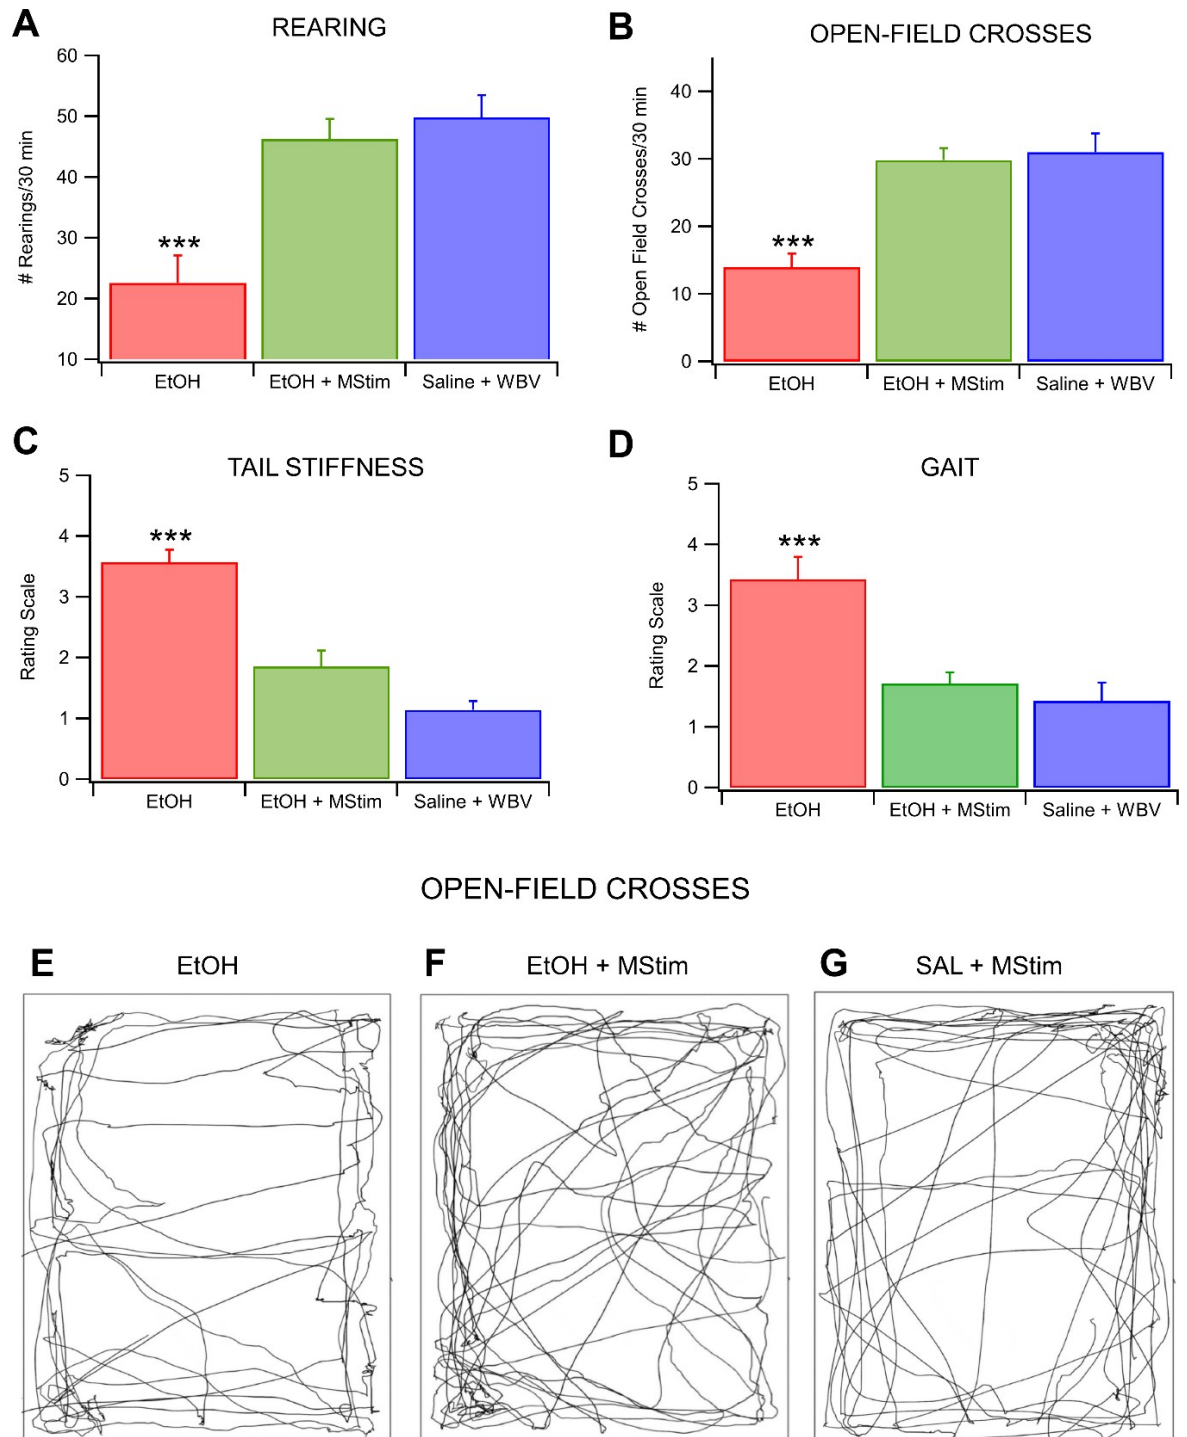 A
REARING
# Rearings/30 min
60
50
40
30
20
10
***
EtOH
EtOH + MStim
Saline + WBV
B
OPEN-FIELD CROSSES
# Open Field Crosses/30 min
40
30
20
10
0
***
EtOH
EtOH + MStim
Saline + WBV
C
TAIL STIFFNESS
Rating Scale
5
4
3
2
1
0
***
EtOH
EtOH + MStim
Saline + WBV
D
GAIT
Rating Scale
5
4
3
2
1
0
***
EtOH
EtOH + MStim
Saline + WBV
OPEN-FIELD CROSSES
E
EtOH
F
EtOH + MStim
G
SAL + MStim